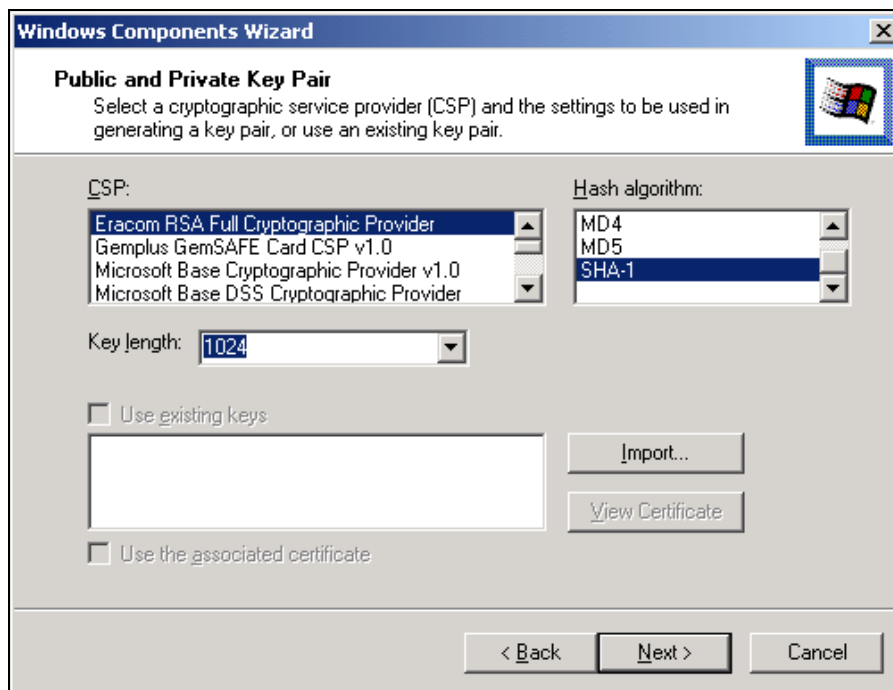 Windows Components Wizard
Public and Private Key Pair
Select a cryptographic service provider (CSP) and the settings to be used in
generating a key pair, or use an existing key pair.
CSP:
Eracom RSA Full Cryptographic Provider
Gemplus GemSAFE Card CSP v1.0
Microsoft Base Cryptographic Provider v1.0
Microsoft Base DSS Cryptographic Provider
Hash algorithm:
MD4
MD5
SHA-1
Key length:
1024
Use existing keys
Import...
View Certificate
Use the associated certificate
< Back
Next >
Cancel